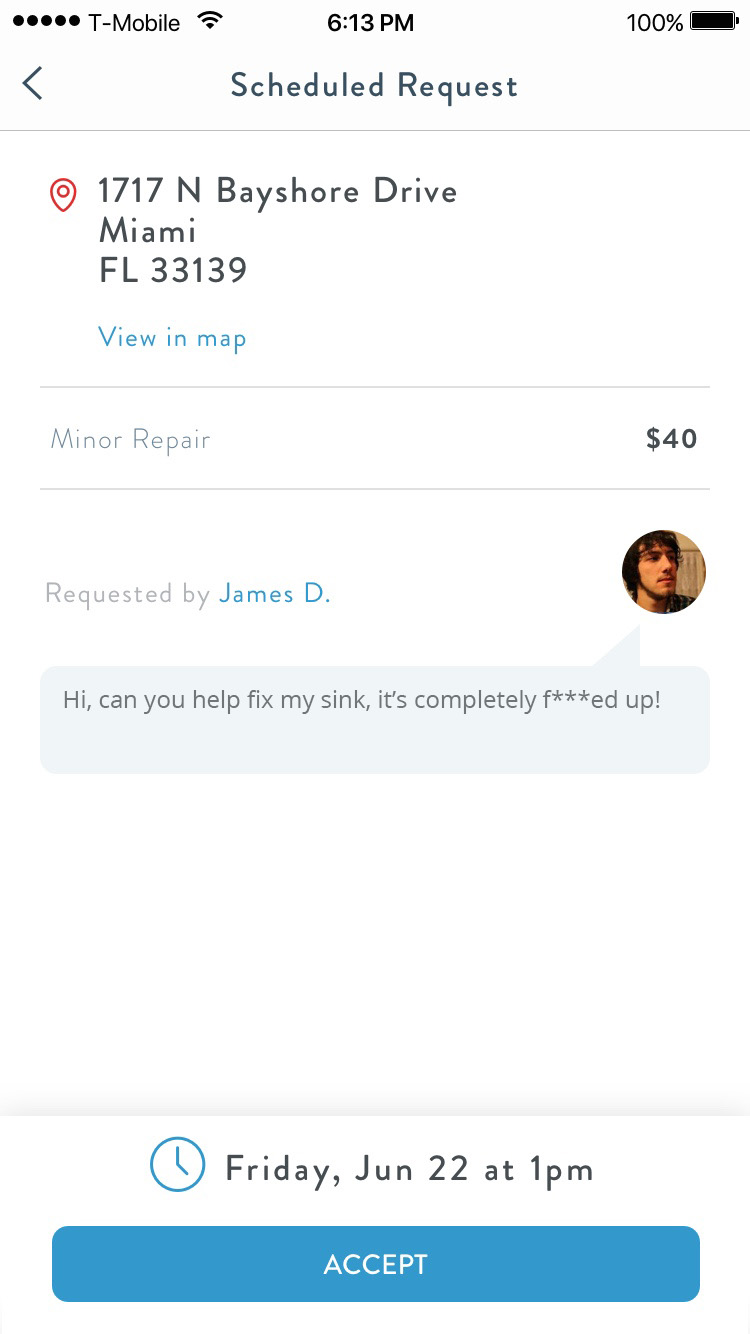 T-Mobile 6:13 PM 100%
Scheduled Request
1717 N Bayshore Drive
Miami
FL 33139
View in map
Minor Repair $40
Requested by James D.
Hi, can you help fix my sink, it’s completely f***ed up!
Friday, Jun 22 at 1pm
ACCEPT